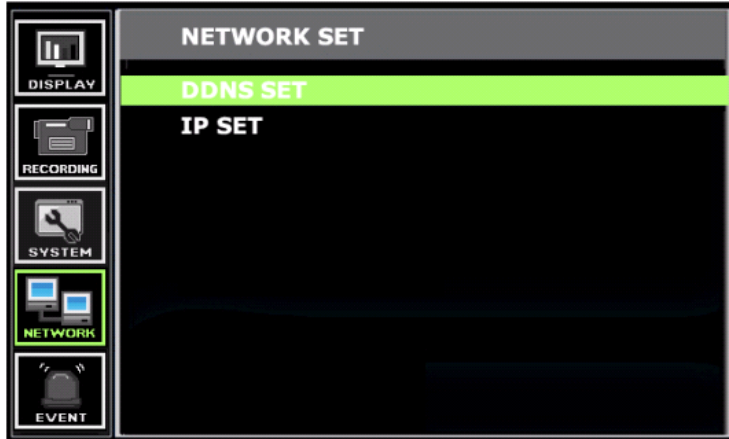 DISPLAY
RECORDING
SYSTEM
NETWORK
EVENT
NETWORK SET
DDNS SET
IP SET